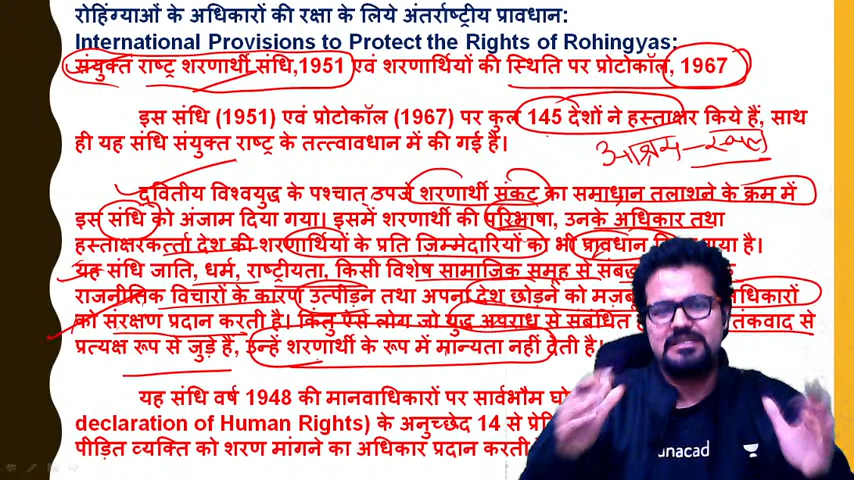 रोहिंग्याओं के अधिकारों की रक्षा के लिये अंतर्राष्ट्रीय प्रावधान:
International Provisions to Protect the Rights of Rohingyas:
संयुक्त राष्ट्र शरणार्थी संधि,1951 एवं शरणार्थियों की स्थिति पर प्रोटोकॉल, 1967
इस संधि (1951) एवं प्रोटोकॉल (1967) पर कुल 145 देशों ने हस्ताक्षर किये हैं, साथ
ही यह संधि संयुक्त राष्ट्र के तत्त्वावधान में की गई है।
आश्रय - स्थल
द्वितीय विश्वयुद्ध के पश्चात् उपजे शरणार्थी संकट का समाधान तलाशने के क्रम में
इस संधि को अंजाम दिया गया। इसमें शरणार्थी की परिभाषा, उनके अधिकार तथा
हस्ताक्षरकर्त्ता देश की शरणार्थियों के प्रति ज़िम्मेदारियों को भी प्रावधान गया है।
यह संधि जाति, धर्म, राष्ट्रीयता, किसी विशेष सामाजिक समूह से
राजनीतिक विचारों के कारण उत्पीड़न तथा अपना देश छोड़ने को
को संरक्षण प्रदान करती है। किंतु ऐसे लोग जो युद्ध अपराध से संबंधित से
प्रत्यक्ष रूप से जुड़े हैं, उन्हें शरणार्थी के रूप में मान्यता नहीं देती है।
यह संधि वर्ष 1948 की मानवाधिकारों पर सार्वभौम
declaration of Human Rights) के अनुच्छेद 14 से
पीड़ित व्यक्ति को शरण मांगने का अधिकार प्रदान करती
unacad